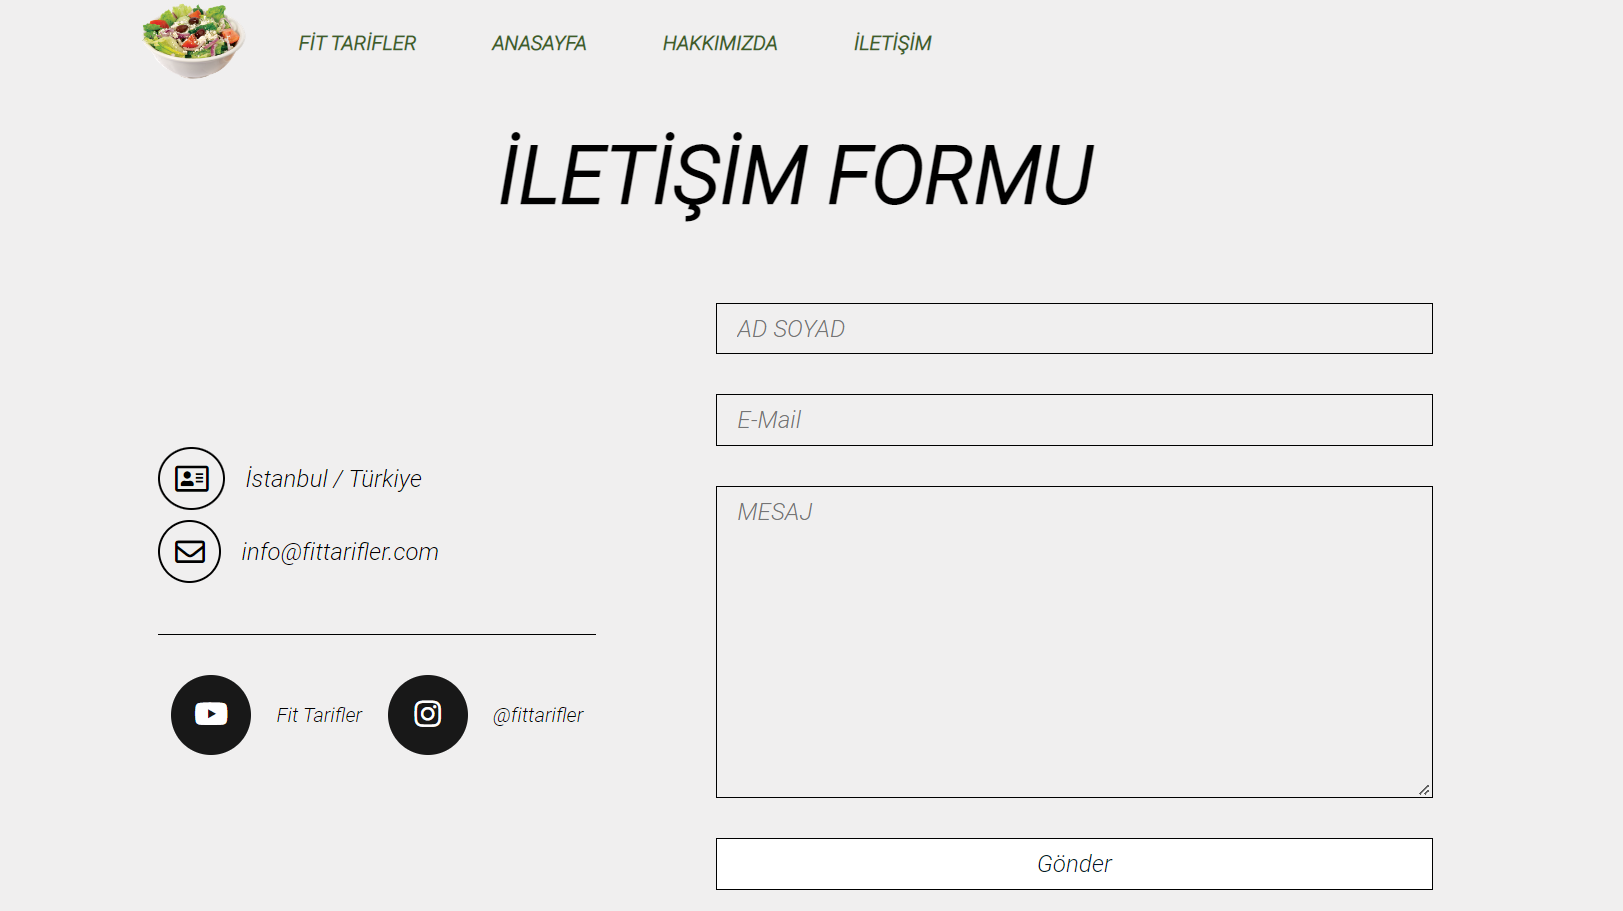 FİT TARİFLER
ANASAYFA
HAKKIMIZDA
İLETİŞİM
İLETİŞİM FORMU
AD SOYAD
E-Mail
MESAJ
Gönder
İstanbul / Türkiye
info@fittarifler.com
Fit Tarifler
@fittarifler